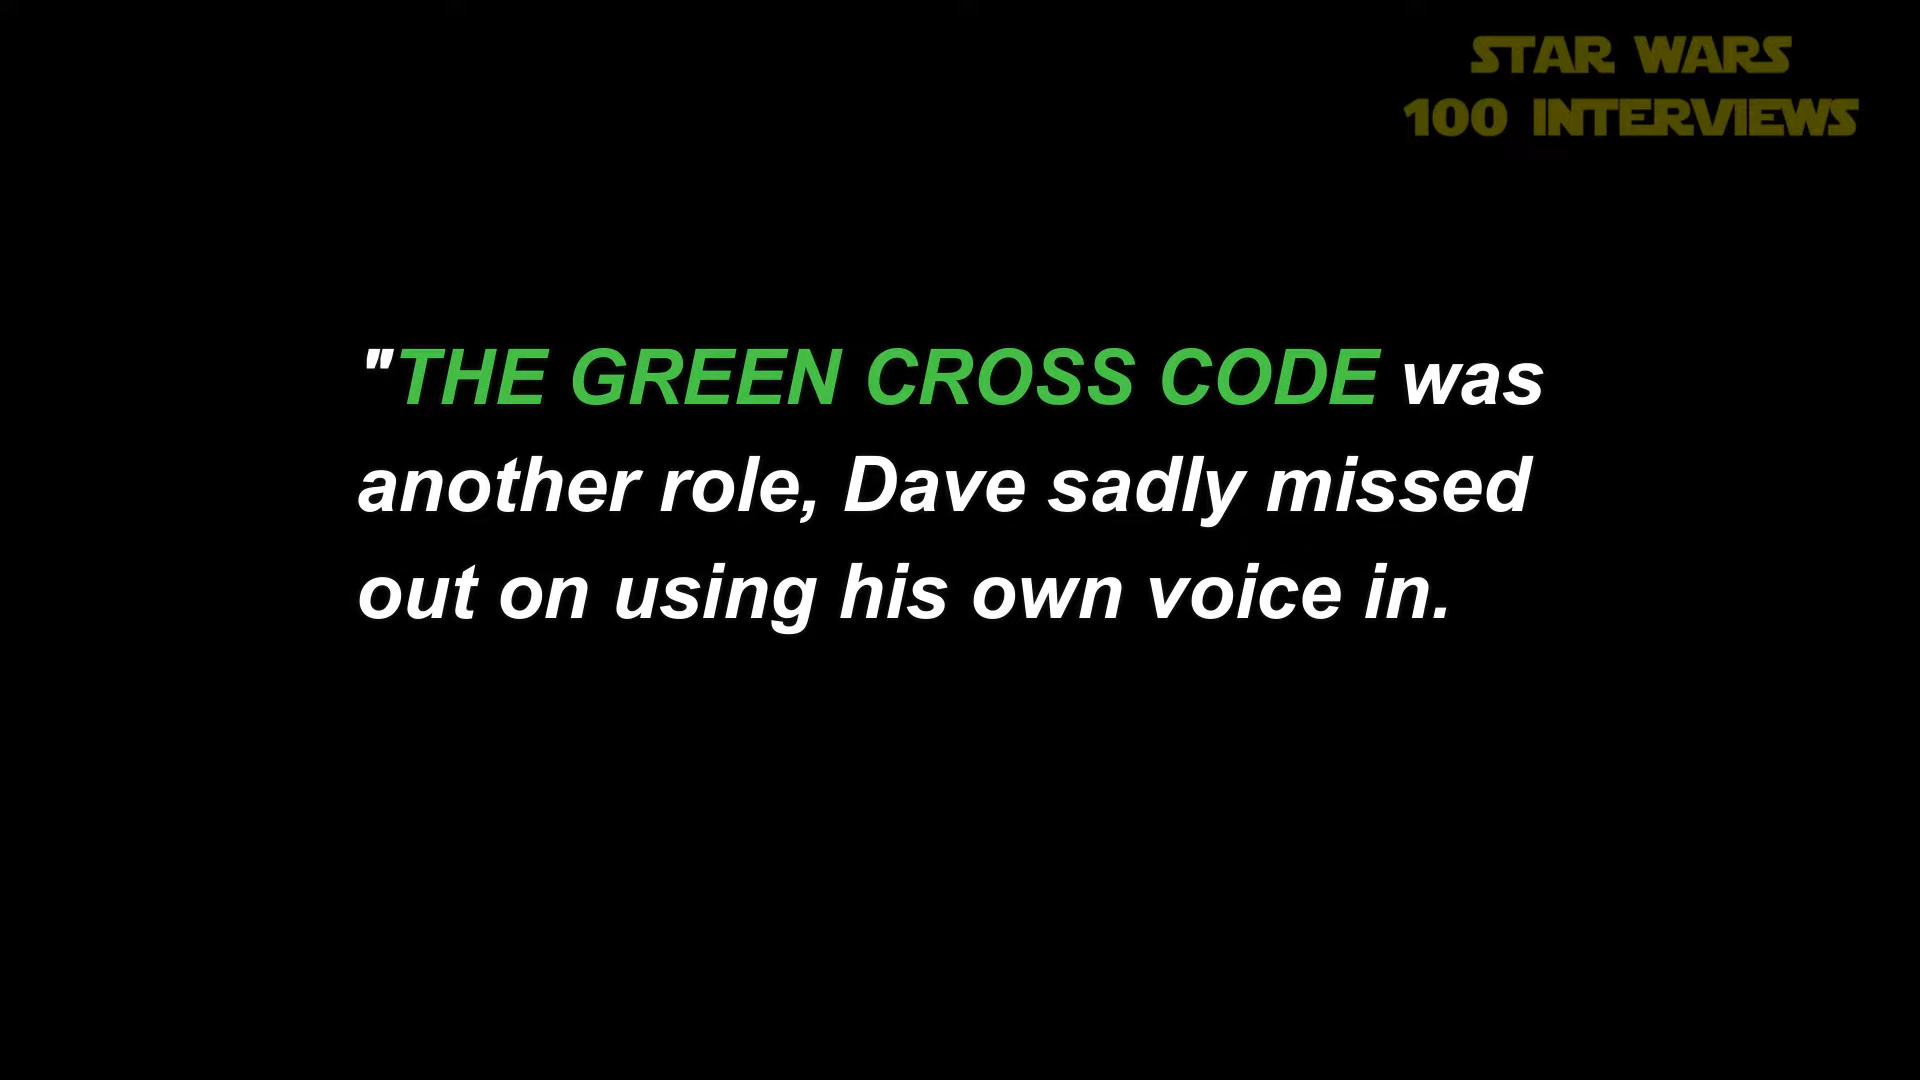 STAR WARS
100 INTERVIEWS
"THE GREEN CROSS CODE was
another role, Dave sadly missed
out on using his own voice in.